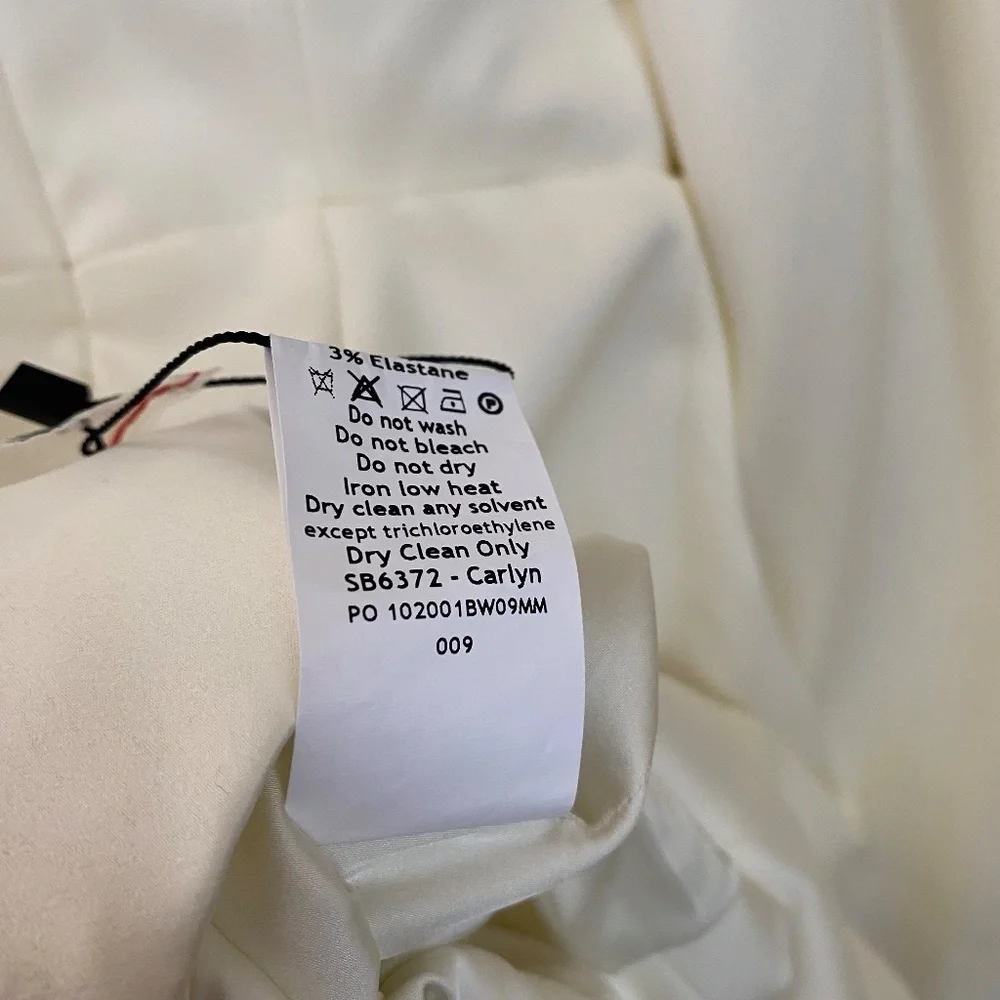 3% Elastane
P
Do not wash
Do not bleach
Do not dry
Iron low heat
Dry clean any solvent
except trichloroethylene
Dry Clean Only
SB6372 - Carlyn
PO 102001BW09MM
009